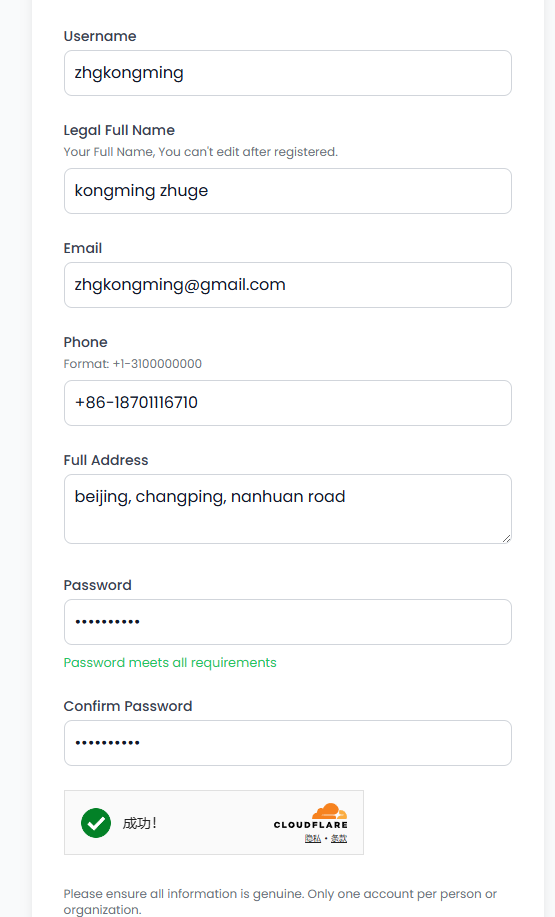 Username
zhgkongming
Legal Full Name
Your Full Name, You can't edit after registered.
kongming zhuge
Email
zhgkongming@gmail.com
Phone
Format: +1-3100000000
+86-18701116710
Full Address
beijing, changping, nanhuan road
Password
••••••••••
Password meets all requirements
Confirm Password
••••••••••
成功!
CLOUDFLARE
隐私 • 条款
Please ensure all information is genuine. Only one account per person or
organization.